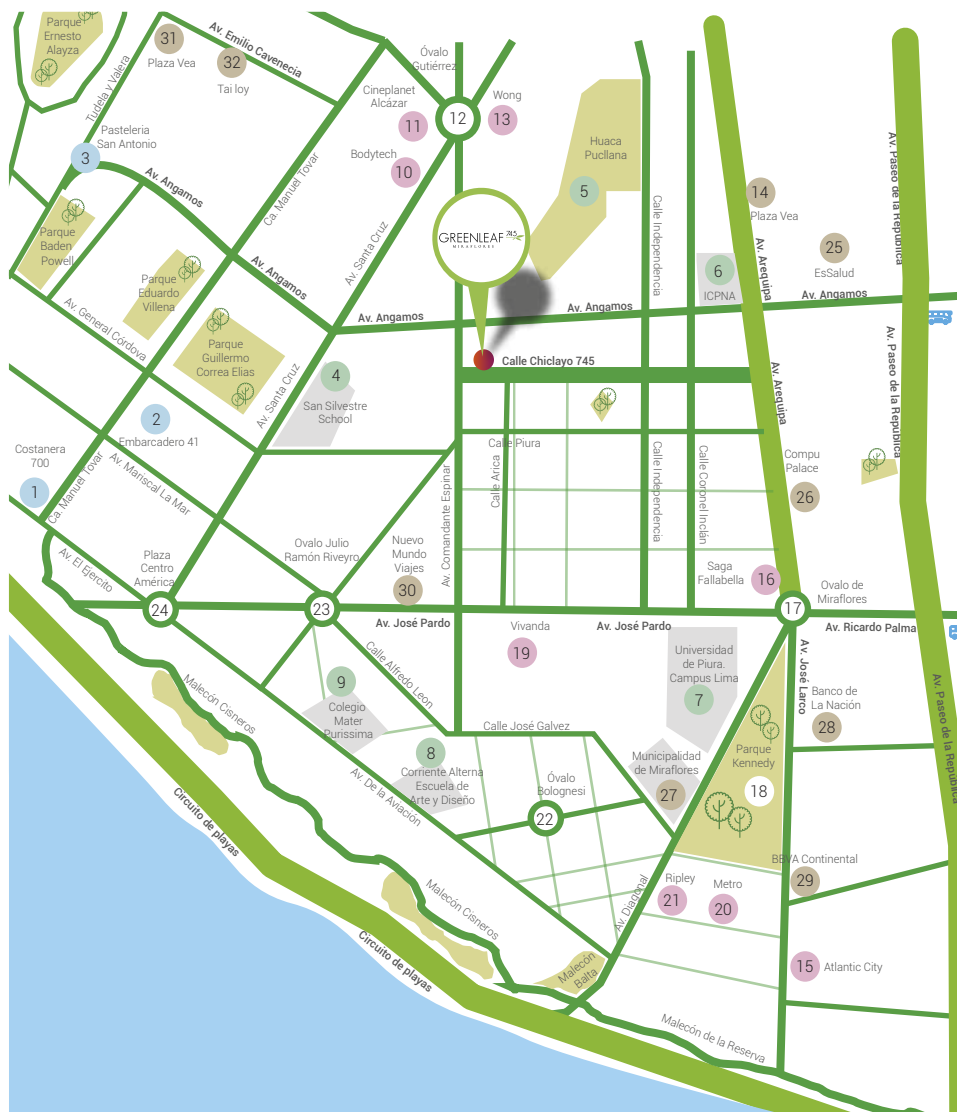 Parque
Ernesto
Alayza
31
Plaza Vea
Av. Emilio Cavenecia
32
Tai loy
Tudela y Valera
Óvalo
Gutiérrez
12
Cineplanet
Alcázar
11
Wong
13
Bodytech
10
Pasteleria
San Antonio
3
Av. Angamos
Ca. Manuel Tovar
Av. Santa Cruz
Huaca
Pucllana
5
Calle Independencia
14
Plaza Vea
Av. Paseo de la Republica
Av. Arequipa
25
EsSalud
6
ICPNA
GREENLEAF 745
MIRAFLORES
Parque
Baden
Powell
Parque
Eduardo
Villena
Av. Angamos
Av. Angamos
Av. Angamos
Av. Angamos
Av. General Córdova
Parque
Guillermo
Correa Elias
Av. Santa Cruz
4
San Silvestre
School
Calle Chiclayo 745
Av. Arequipa
Av. Paseo de la Republica
2
Embarcadero 41
Costanera
700
1
Ca. Manuel Tovar
Av. Mariscal La Mar
Calle Piura
Calle Arica
Av. Comandante Espinar
Calle Independencia
Calle Coronel Inclán
Compu
Palace
26
Av. El Ejercito
Plaza
Centro
América
24
Ovalo Julio
Ramón Riveyro
23
Nuevo
Mundo
Viajes
30
Saga
Fallabella
16
17
Ovalo de
Miraflores
Av. José Pardo
Vivanda
19
Av. José Pardo
Av. Ricardo Palma
Universidad
de Piura.
Campus Lima
7
Av. José Larco
Av. Paseo de la Republica
Calle Alfredo Leon
9
Colegio
Mater
Purissima
Malecón Cisneros
Banco de
La Nación
28
Calle José Galvez
8
Corriente Alterna
Escuela de
Arte y Diseño
Av. De la Aviación
Óvalo
Bolognesi
22
Municipalidad
de Miraflores
27
Parque
Kennedy
18
Circuito de playas
BBVA Continental
29
Ripley
21
Metro
20
Av. Diagonal
Malecón Cisneros
Circuito de playas
Malecón
Balta
15
Atlantic City
Malecón de la Reserva